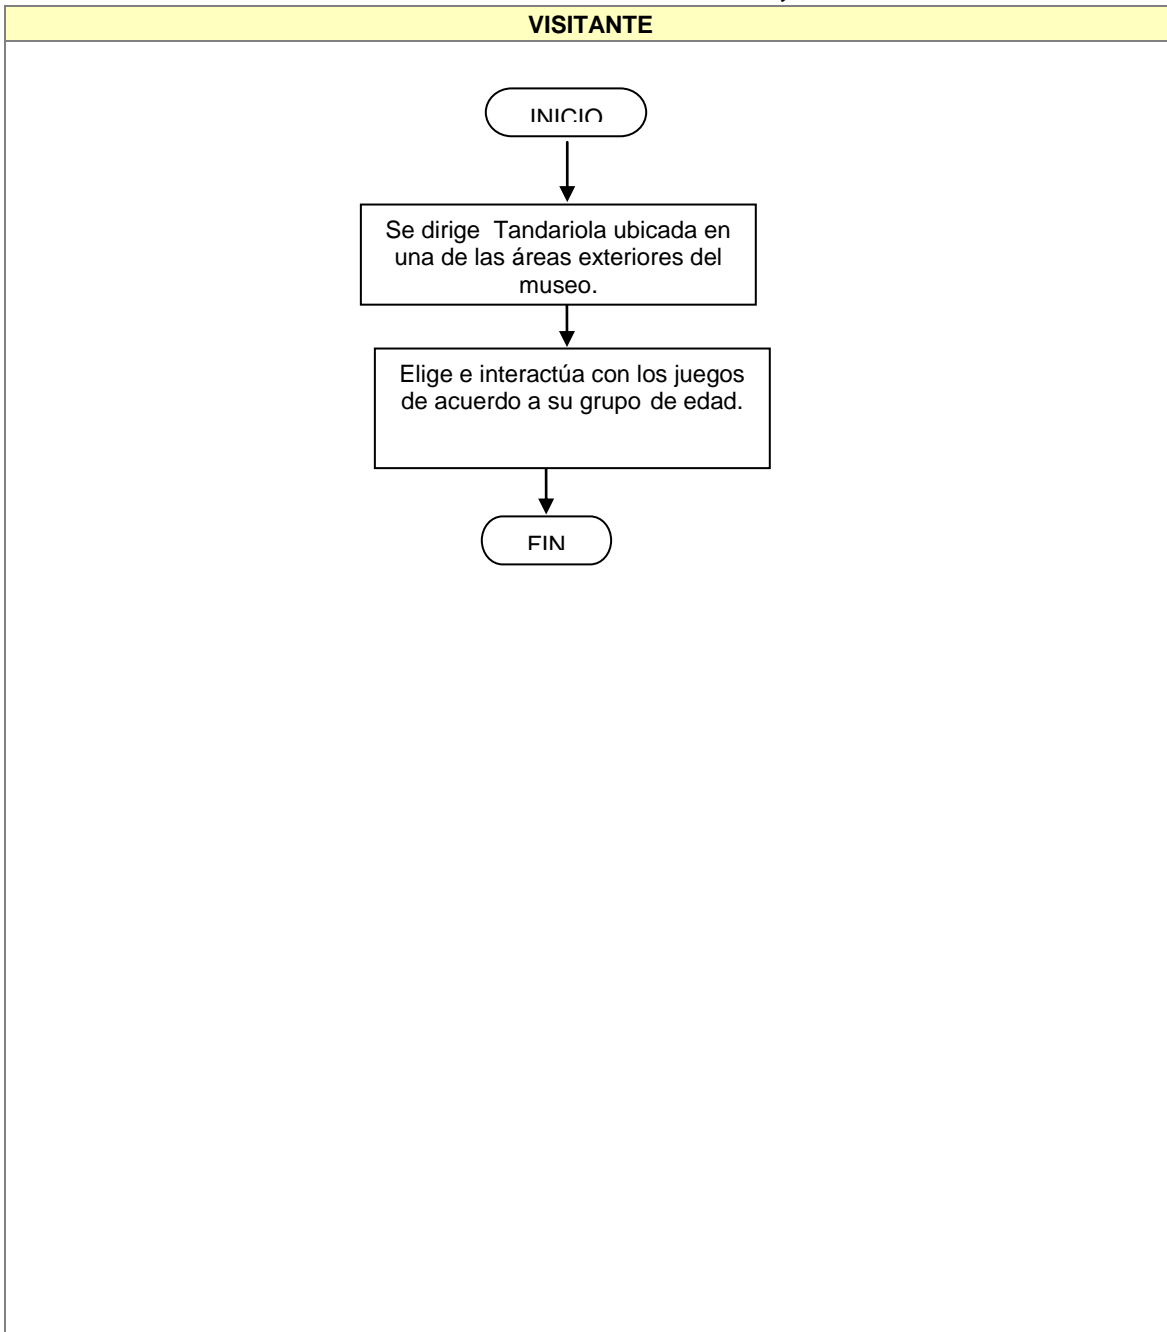 VISITANTE
INICIO
Se dirige Tandariola ubicada en
una de las áreas exteriores del
museo.
Elige e interactúa con los juegos
de acuerdo a su grupo de edad.
FIN